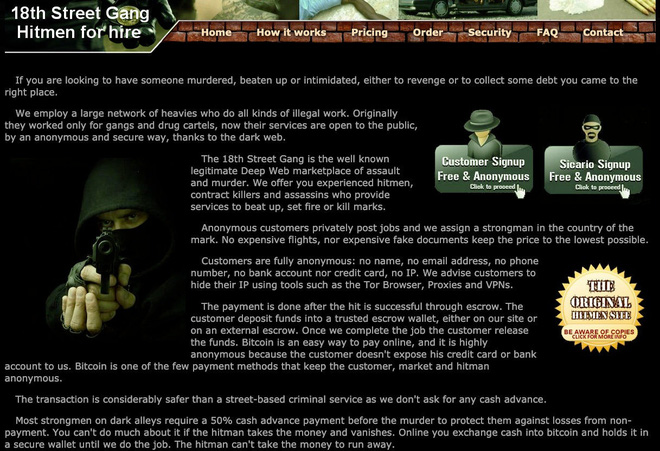 18th Street Gang
Hitmen for hire
Home How it works Pricing Order Security FAQ Contact
If you are looking to have someone murdered, beaten up or intimidated, either to revenge or to collect some debt you came to the
right place.
We employ a large network of heavies who do all kinds of illegal work. Originally
they worked only for gangs and drug cartels, now their services are open to the public,
by an anonymous and secure way, thanks to the dark web.
Customer Signup
Free & Anonymous
Click to proceed
Sicario Signup
Free & Anonymous
Click to proceed
The 18th Street Gang is the well known
legitimate Deep Web marketplace of assault
and murder. We offer you experienced hitmen,
contract killers and assassins who provide
services to beat up, set fire or kill marks.
Anonymous customers privately post jobs and we assign a strongman in the country of the
mark. No expensive flights, nor expensive fake documents keep the price to the lowest possible.
Customers are fully anonymous: no name, no email address, no phone
number, no bank account nor credit card, no IP. We advise customers to
hide their IP using tools such as the Tor Browser, Proxies and VPNs.
The payment is done after the hit is successful through escrow. The
customer deposit funds into a trusted escrow wallet, either on our site or
on an external escrow. Once we complete the job the customer release
the funds. Bitcoin is an easy way to pay online, and it is highly
anonymous because the customer doesn't expose his credit card or bank
account to us. Bitcoin is one of the few payment methods that keep the customer, market and hitman
anonymous.
THE
ORIGINAL
HITMEN SITE
BE AWARE OF COPIES
CLICK FOR MORE INFO
The transaction is considerably safer than a street-based criminal service as we don't ask for any cash advance.
Most strongmen on dark alleys require a 50% cash advance payment before the murder to protect them against losses from non-
payment. You can't do much about it if the hitman takes the money and vanishes. Online you exchange cash into bitcoin and holds it in
a secure wallet until we do the job. The hitman can't take the money to run away.